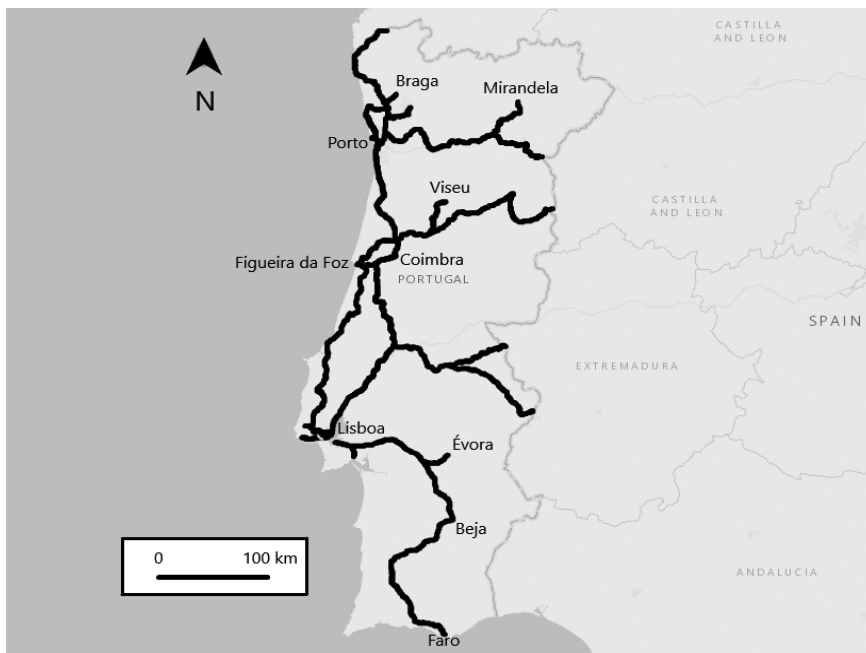 CASTILLA
AND LEON
N
Braga
Mirandela
Porto
Viseu
CASTILLA
AND LEON
Figueira da Foz
Coimbra
PORTUGAL
SPAIN
EXTREMADURA
Lisboa
Évora
Beja
0 100 km
ANDALUCIA
Faro